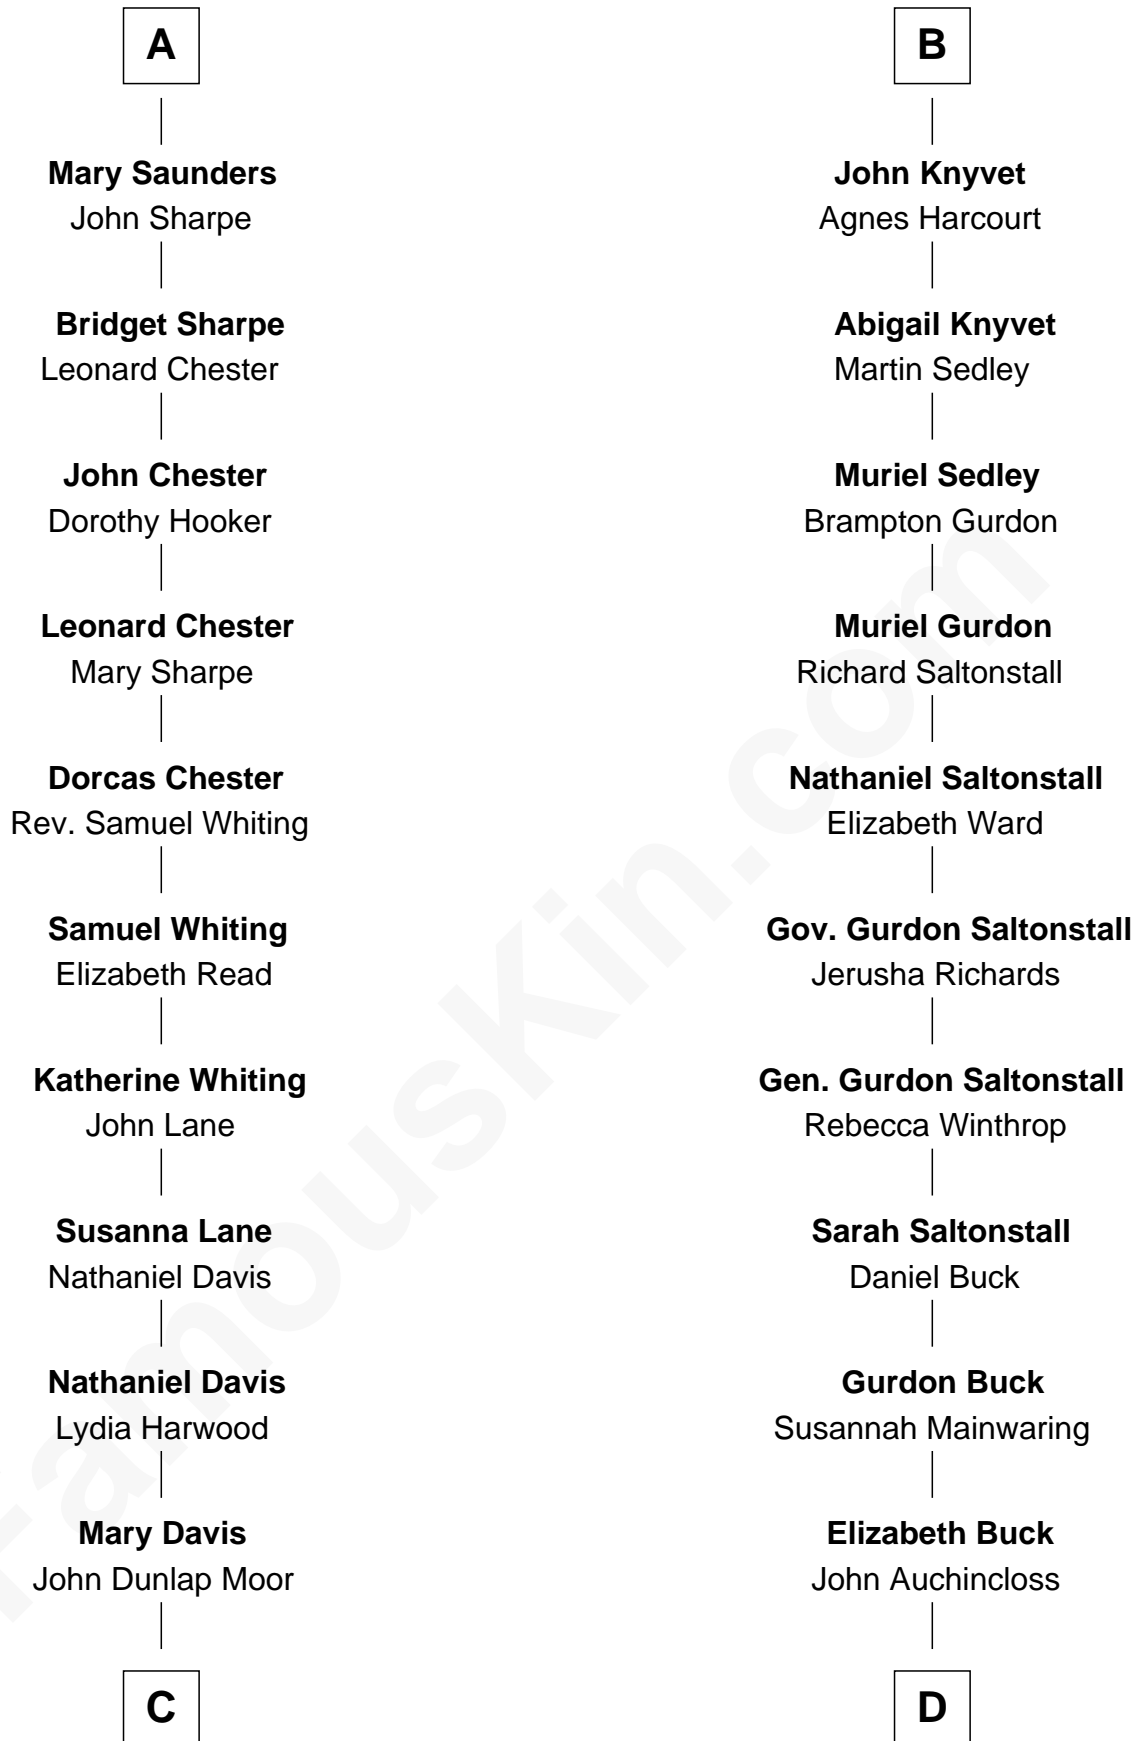 A
Mary Saunders
John Sharpe
Bridget Sharpe
Leonard Chester
John Chester
Dorothy Hooker
Leonard Chester
Mary Sharpe
Dorcas Chester
Rev. Samuel Whiting
Samuel Whiting
Elizabeth Read
Katherine Whiting
John Lane
Susanna Lane
Nathaniel Davis
Nathaniel Davis
Lydia Harwood
Mary Davis
John Dunlap Moor
C
B
John Knyvet
Agnes Harcourt
Abigail Knyvet
Martin Sedley
Muriel Sedley
Brampton Gurdon
Muriel Gurdon
Richard Saltonstall
Nathaniel Saltonstall
Elizabeth Ward
Gov. Gurdon Saltonstall
Jerusha Richards
Gen. Gurdon Saltonstall
Rebecca Winthrop
Sarah Saltonstall
Daniel Buck
Gurdon Buck
Susannah Mainwaring
Elizabeth Buck
John Auchincloss
D
FamousKin.com